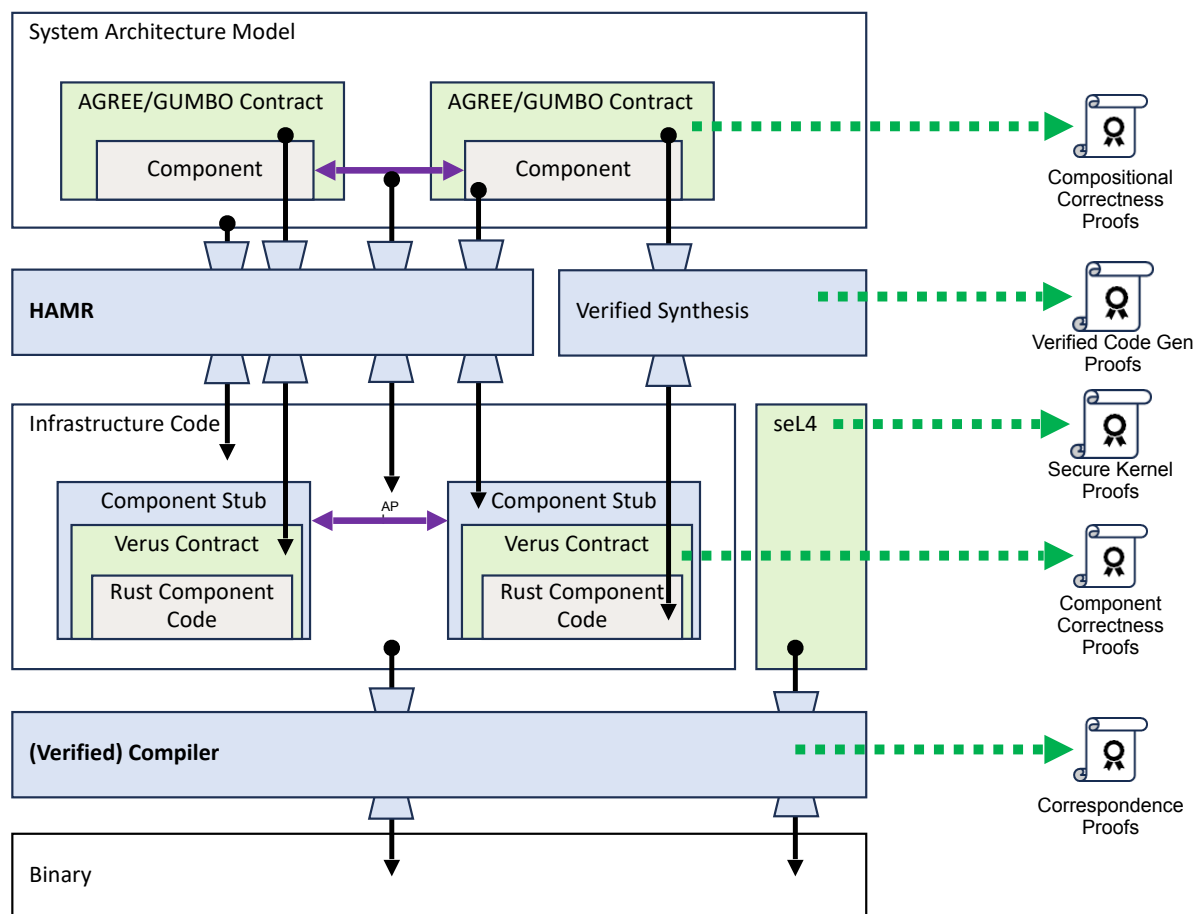 System Architecture Model
AGREE/GUMBO Contract
AGREE/GUMBO Contract
Component
Component
Compositional
Correctness
Proofs
HAMR
Verified Synthesis
Verified Code Gen
Proofs
Infrastructure Code
seL4
Secure Kernel
Proofs
Component Stub
AP
Component Stub
Verus Contract
Verus Contract
Rust Component
Code
Rust Component
Code
Component
Correctness
Proofs
(Verified) Compiler
Correspondence
Proofs
Binary